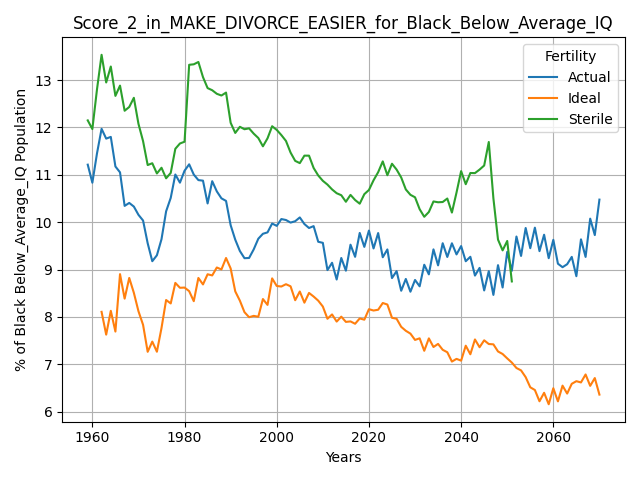 Score_2_in_MAKE_DIVORCE_EASIER_for_Black_Below_Average_IQ
Fertility
Actual
Ideal
Sterile
% of Black Below_Average_IQ Population
13
12
11
10
9
8
7
6
1960
1980
2000
2020
2040
2060
Years